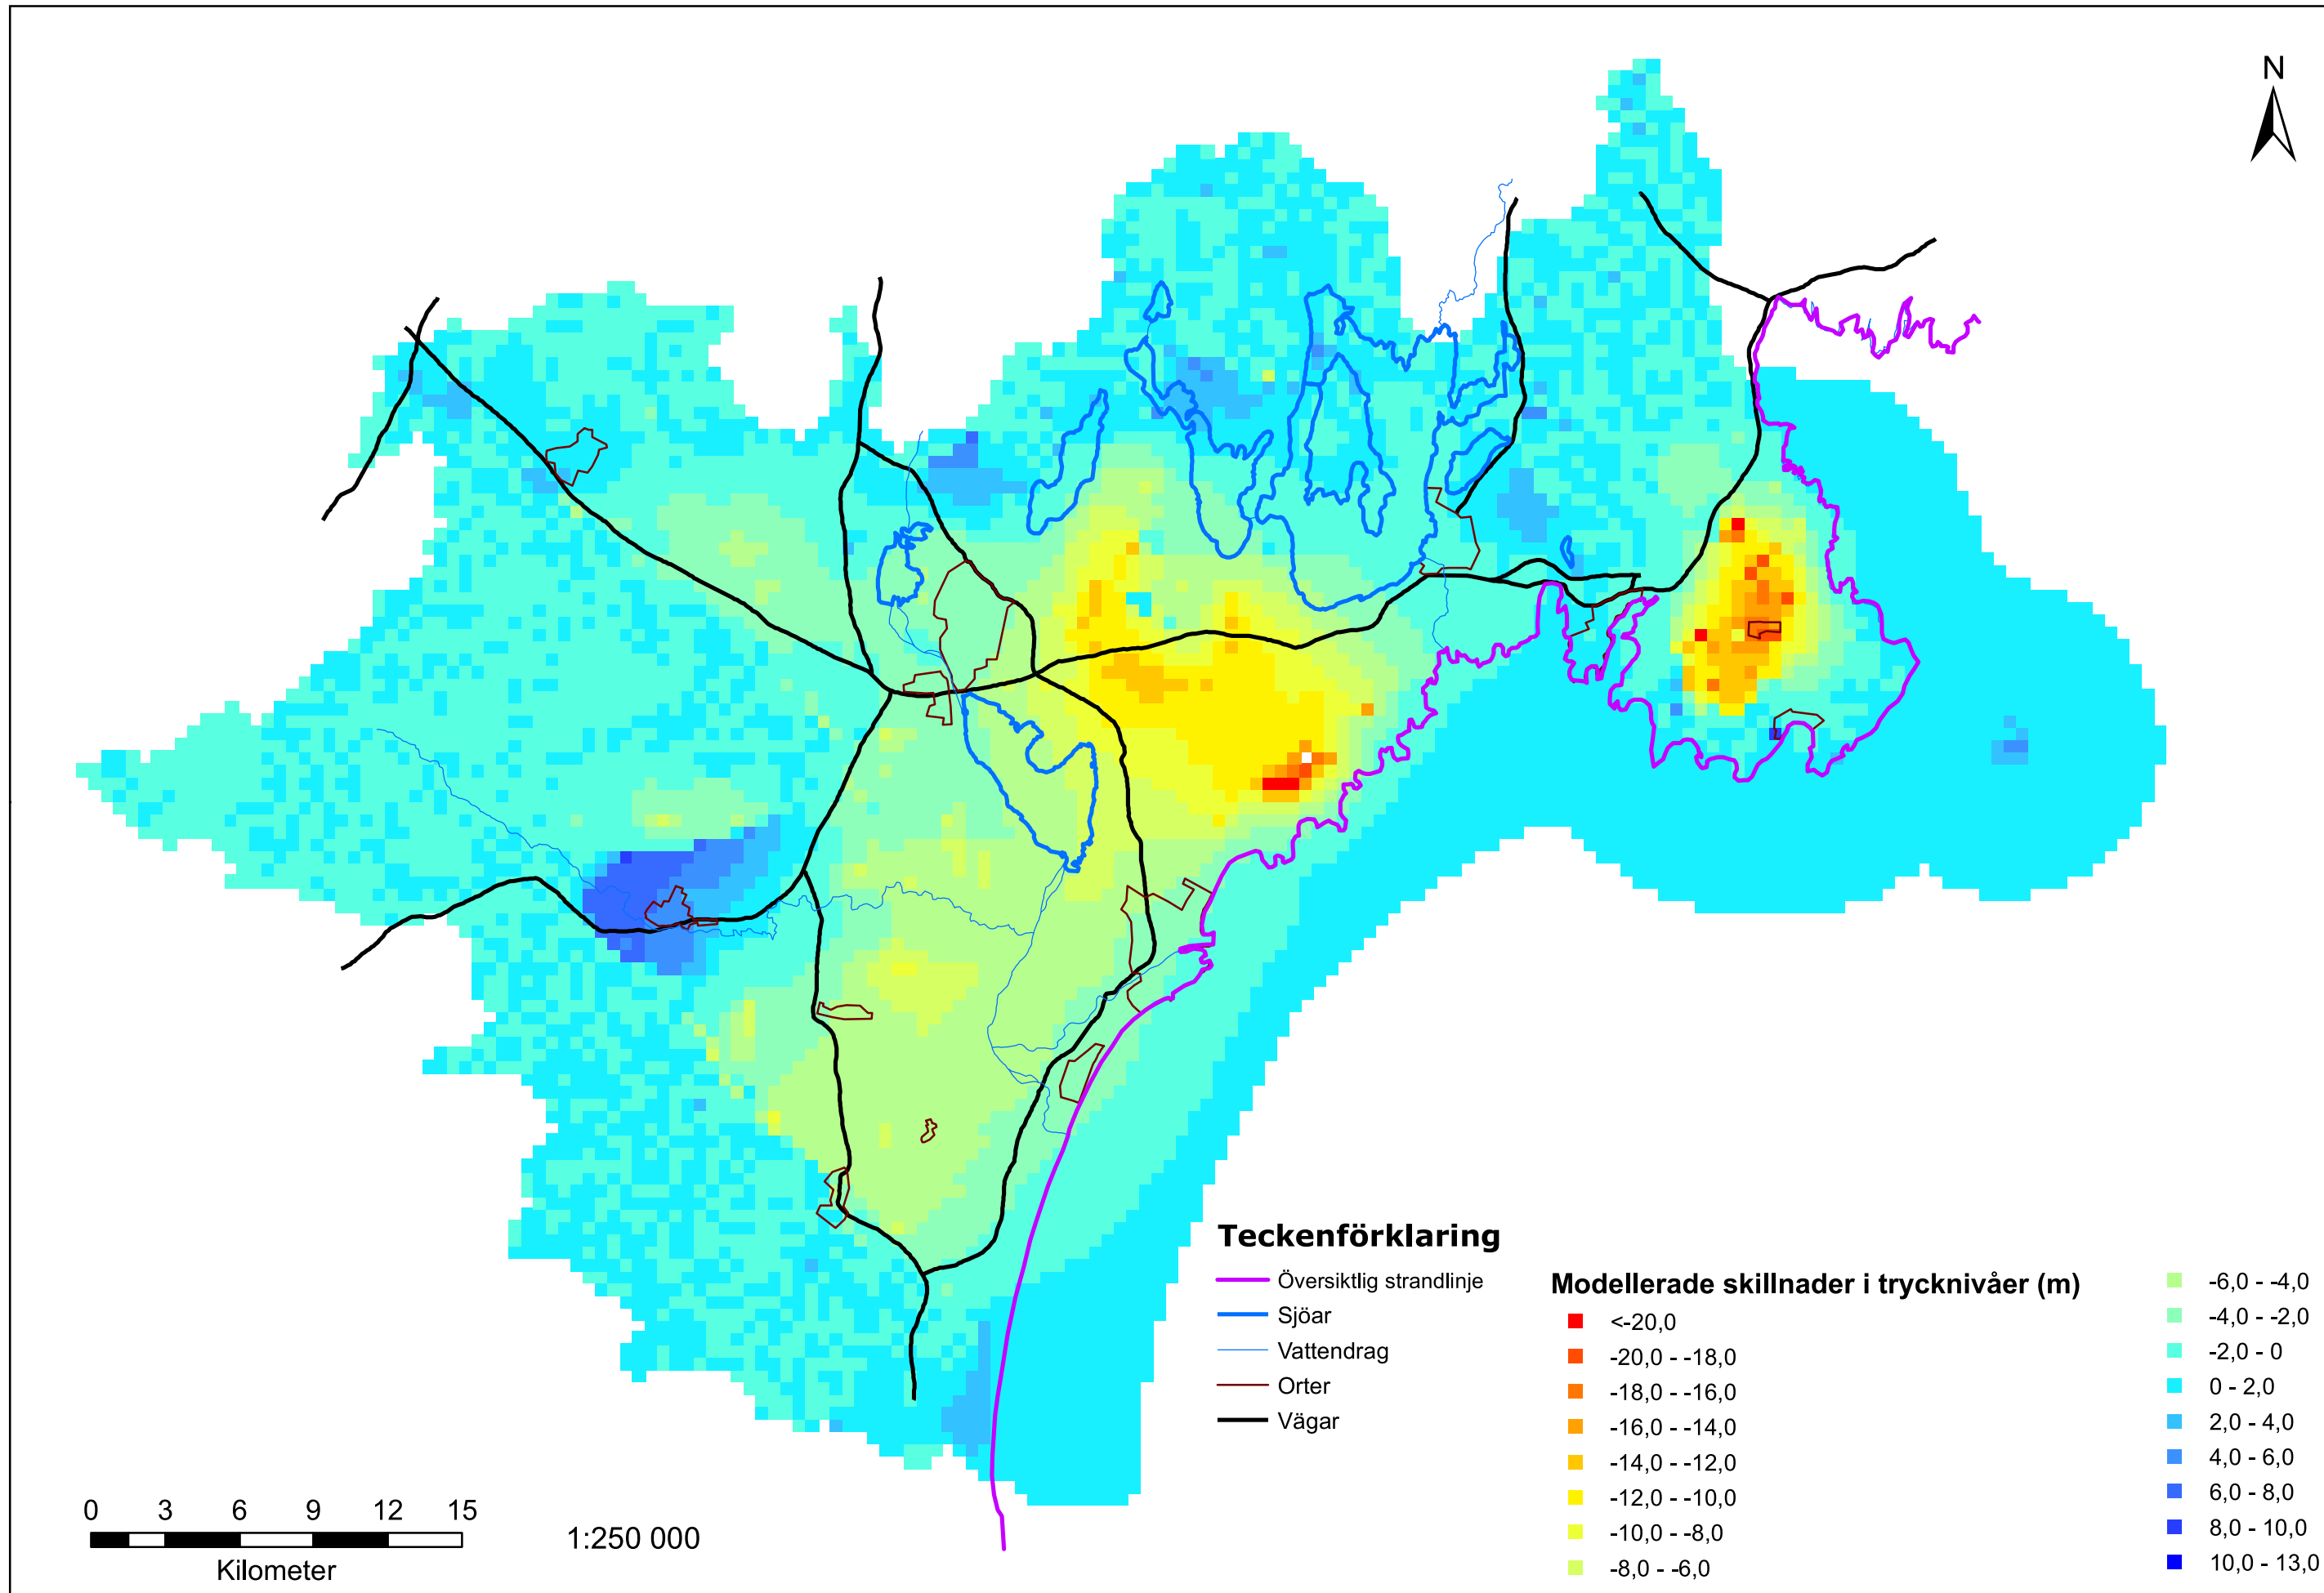 N
Teckenförklaring
Översiktlig strandlinje
Sjöar
Vattendrag
Orter
Vägar
Modellerade skillnader i trycknivåer (m)
<-20,0
-20,0 - -18,0
-18,0 - -16,0
-16,0 - -14,0
-14,0 - -12,0
-12,0 - -10,0
-10,0 - -8,0
-8,0 - -6,0
-6,0 - -4,0
-4,0 - -2,0
-2,0 - 0
0 - 2,0
2,0 - 4,0
4,0 - 6,0
6,0 - 8,0
8,0 - 10,0
10,0 - 13,0
0 3 6 9 12 15
Kilometer
1:250 000